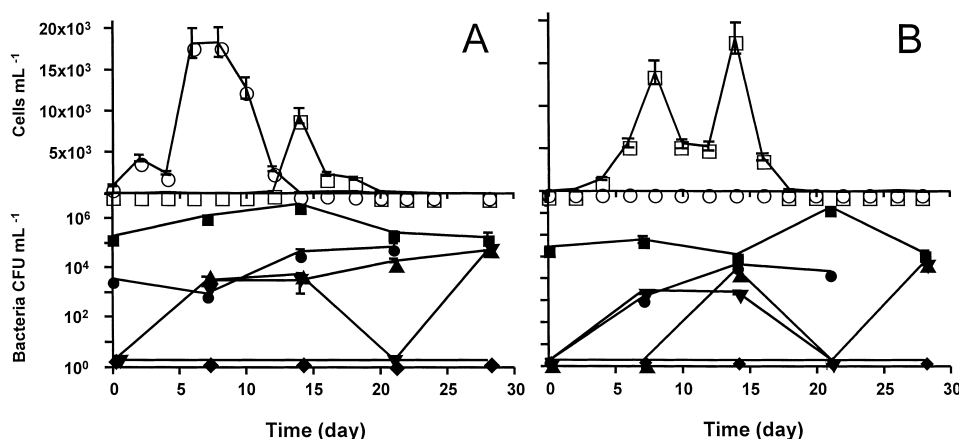 20x10³
15x10³
10x10³
5x10³
Cells mL ⁻¹
A
B
10⁶
10⁴
10²
10⁰
Bacteria CFU mL ⁻¹
0 5 10 15 20 25 30
0 5 10 15 20 25 30
Time (day)
Time (day)